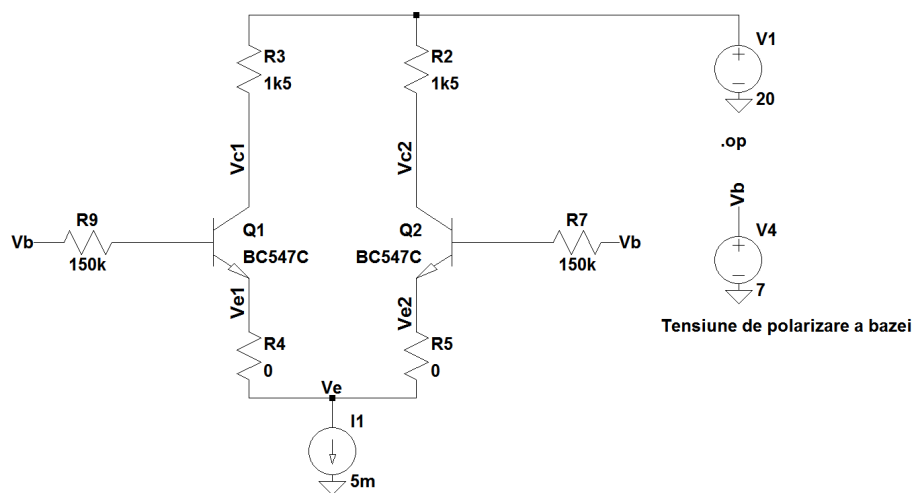 R3
1k5
R2
1k5
V1
20
.op
Vc1
Vc2
Vb
R9
150k
Vb
Q1
BC547C
Q2
BC547C
R7
150k
Vb
V4
7
Tensiune de polarizare a bazei
Ve1
Ve2
R4
0
R5
0
Ve
I1
5m